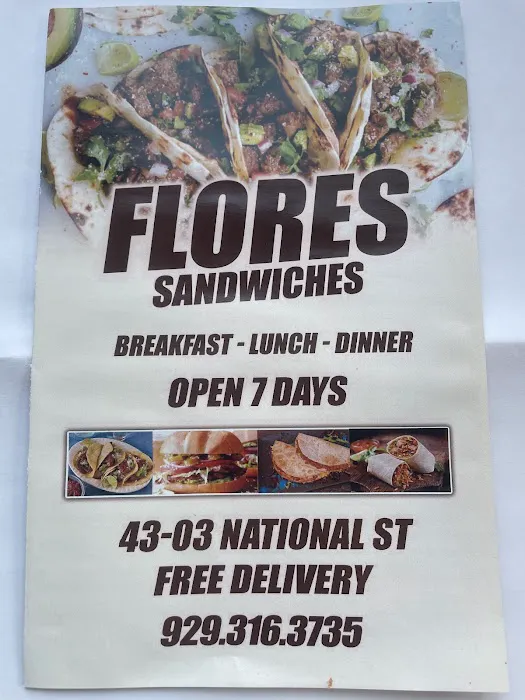 FLORES
SANDWICHES
BREAKFAST - LUNCH - DINNER
OPEN 7 DAYS
43-03 NATIONAL ST
FREE DELIVERY
929.316.3735